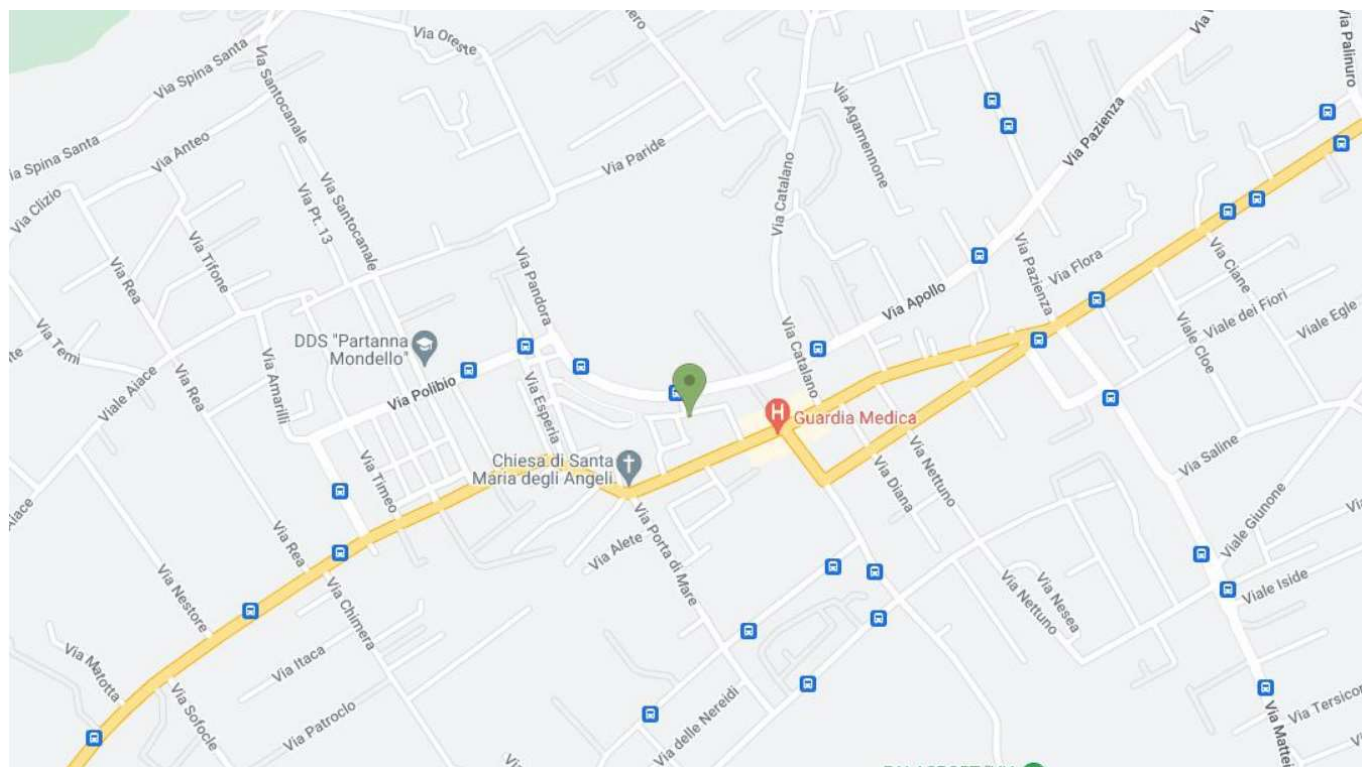 Via Oreste
Via Spina Santa
Via Santocanale
Via Palinuro
Via Agamennone
Via Pazienza
Via Anteo
Via Paride
Via Spina Santa
Via Catalano
Via Clizio
Via Pt. 13
Via Santocanale
Via Tifone
Via Rea
Via Pandora
Via Pazienza
Via Flora
Via Ciane
Via Apollo
Viale dei Fiori
Viale Egle
Via Temi
DDS "Partanna
Mondello"
Via Catalano
Viale Cloe
Viale Aiace
Via Rea
Via Amarilli
Via Polibio
Via Esperia
Guardia Medica
Chiesa di Santa
Maria degli Angeli
Via Timeo
Via Diana
Via Nettuno
Via Saline
Via Porta di Mare
Via Alete
Viale Giunone
Via Rea
Via Nestore
Via Chimera
Via Nettuno
Via Nesea
Viale Iside
Via Itaca
Via Matotta
Via Sofocle
Via Patroclo
Via delle Nereidi
Via Tersicor
Via Mattei